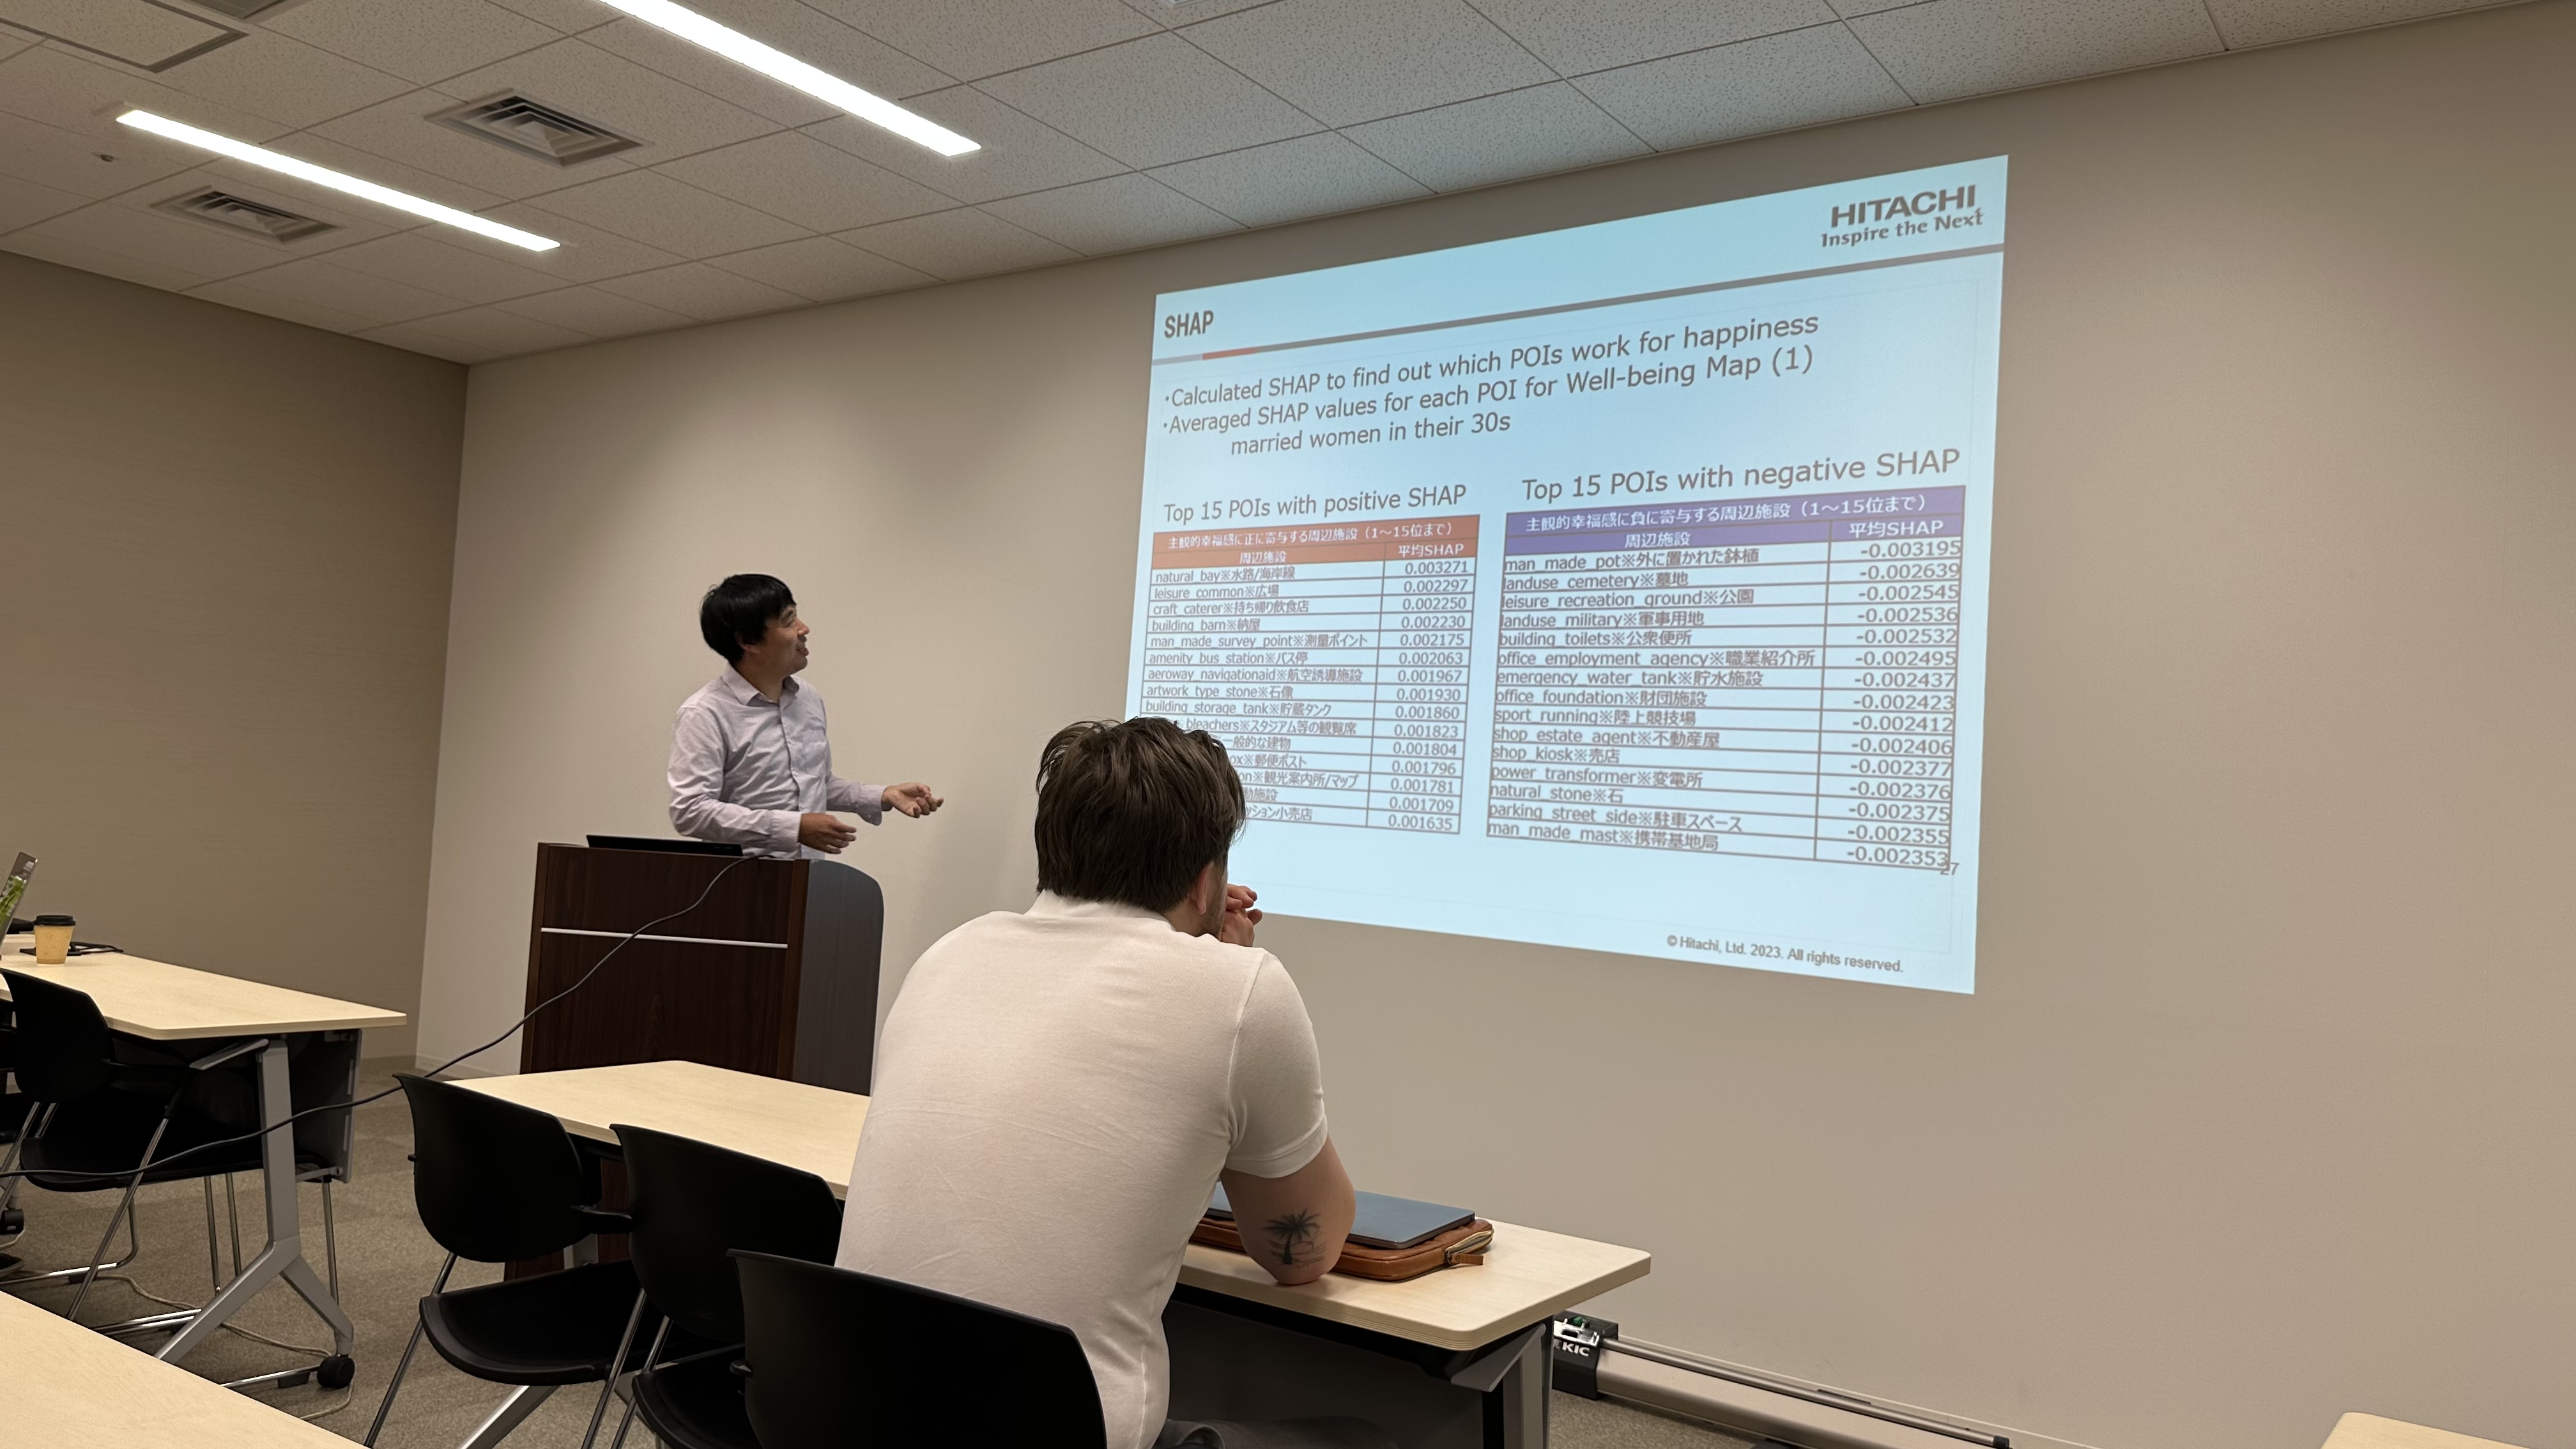 HITACHI
Inspire the Next
SHAP
・Calculated SHAP to find out which POIs work for happiness
・Averaged SHAP values for each POI for Well-being Map (1)
married women in their 30s
Top 15 POIs with positive SHAP
主観的幸福感に正に寄与する周辺施設（1～15位まで）
周辺施設 平均SHAP
natural_bay※水路/海岸線 0.003271
leisure_common※広場 0.002297
craft_caterer※持ち帰り飲食店 0.002250
building_barn※納屋 0.002230
man_made_survey_point※測量ポイント 0.002175
amenity_bus_station※バス停 0.002063
aeroway_navigationaid※航空誘導施設 0.001967
artwork_type_stone※石像 0.001930
building_storage_tank※貯蔵タンク 0.001860
bleachers※スタジアム等の観覧席 0.001823
一般的な建物 0.001804
ox※郵便ポスト 0.001796
on※観光案内所/マップ 0.001781
動施設 0.001709
ッション小売店 0.001635
Top 15 POIs with negative SHAP
主観的幸福感に負に寄与する周辺施設（1～15位まで）
周辺施設 平均SHAP
man_made_pot※外に置かれた鉢植 -0.003195
landuse_cemetery※墓地 -0.002639
leisure_recreation_ground※公園 -0.002545
landuse_military※軍事用地 -0.002536
building_toilets※公衆便所 -0.002532
office_employment_agency※職業紹介所 -0.002495
emergency_water_tank※貯水施設 -0.002437
office_foundation※財団施設 -0.002423
sport_running※陸上競技場 -0.002412
shop_estate_agent※不動産屋 -0.002406
shop_kiosk※売店 -0.002377
power_transformer※変電所 -0.002376
natural_stone※石 -0.002375
parking_street_side※駐車スペース -0.002355
man_made_mast※携帯基地局 -0.002353
27
© Hitachi, Ltd. 2023. All rights reserved.
KIC